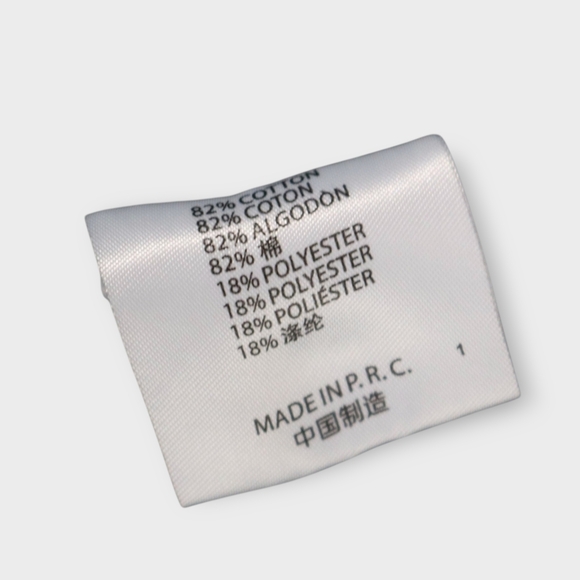 82% COTTON
82% COTON
82% ALGODÒN
82% 棉
18% POLYESTER
18% POLYESTER
18% POLIÉSTER
18% 涤纶
1
MADE IN P. R. C.
中国制造